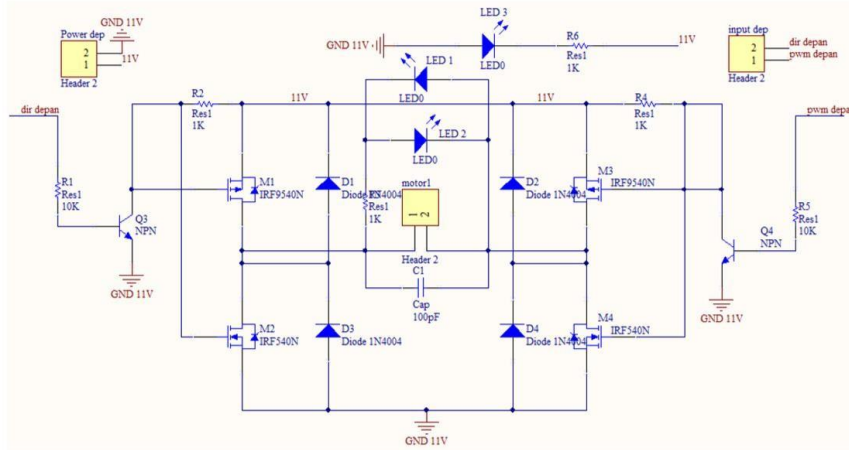 GND 11V
Power dep
2
1
11V
Header 2
LED 3
GND 11V
LED0
R6
Res1
1K
11V
input dep
2
1
dir depan
pwm depan
Header 2
dir depan
R2
Res1
1K
11V
LED 1
LED0
LED 2
LED0
11V
R4
Res1
1K
pwm depa
R1
Res1
10K
Q3
NPN
GND 11V
M1
IRF9540N
D1
Diode 1N4004
Res1
1K
motor1
1
2
Header 2
C1
Cap
100pF
D2
Diode 1N4004
M3
IRF9540N
R5
Res1
10K
Q4
NPN
GND 11V
M2
IRF540N
D3
Diode 1N4004
D4
Diode 1N4004
M4
IRF540N
GND 11V